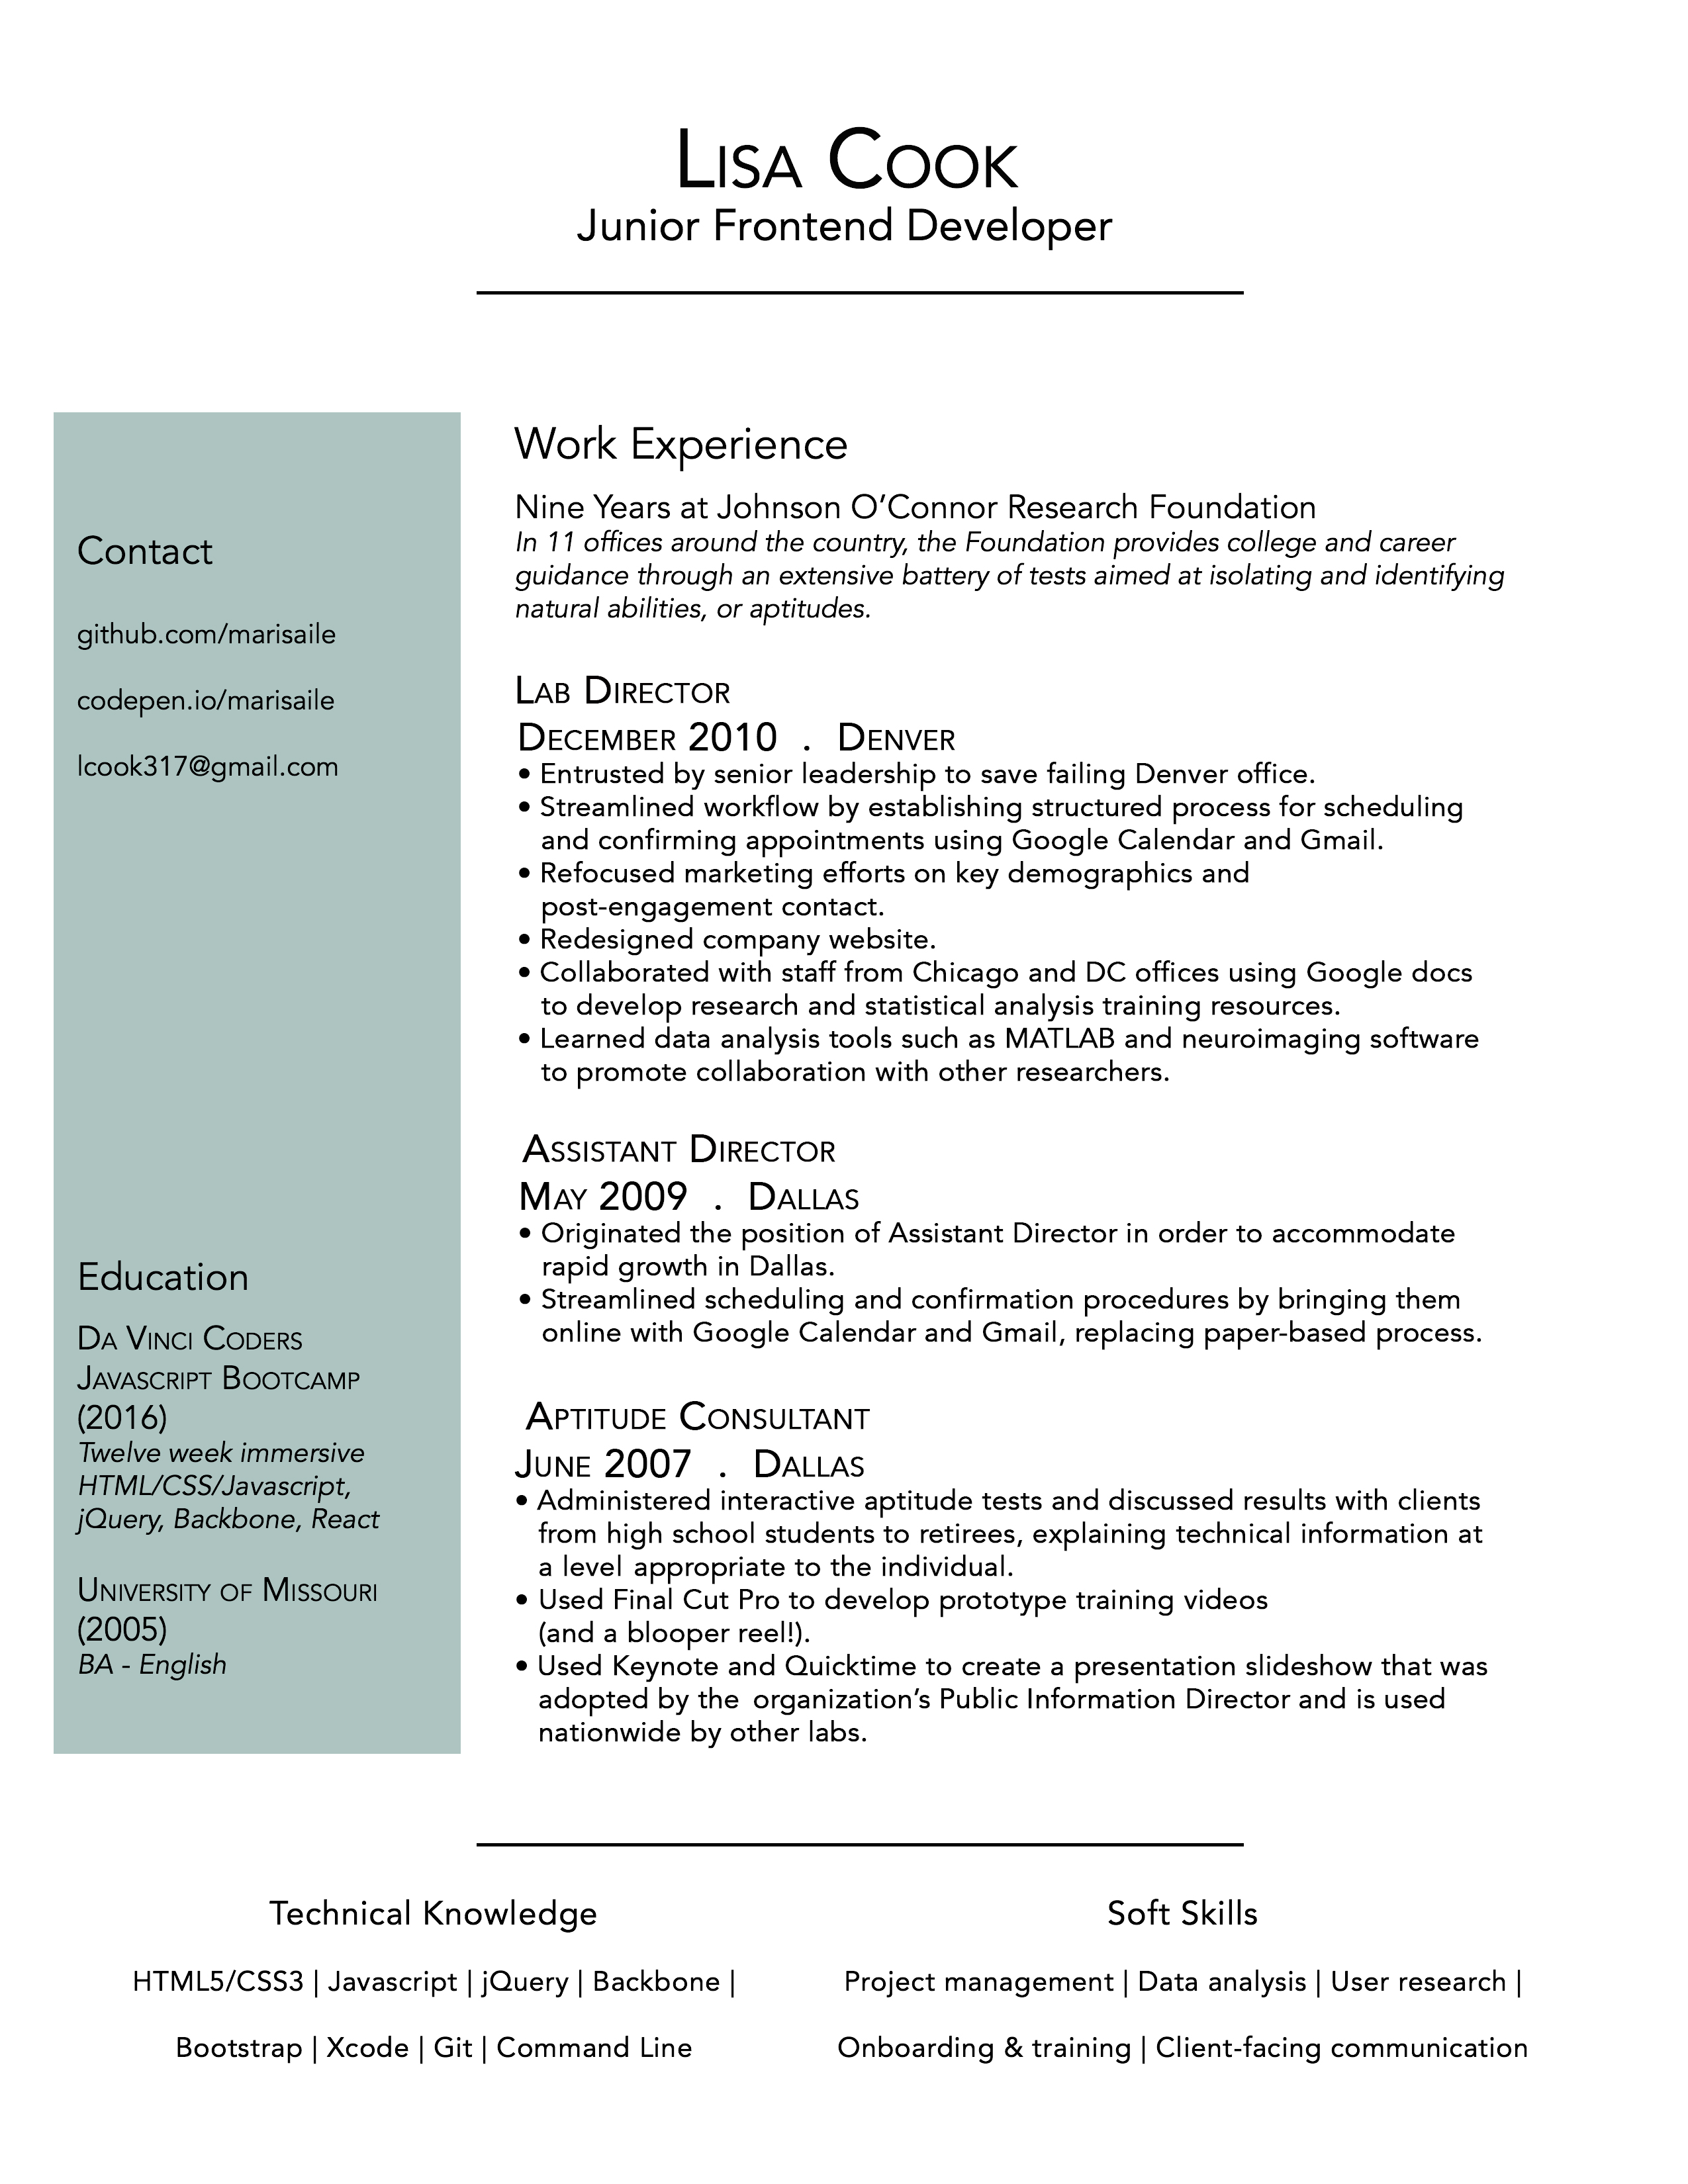 Lisa Cook
Junior Frontend Developer
Contact
github.com/marisaile
codepen.io/marisaile
lcook317@gmail.com
Education
Da Vinci Coders
Javascript Bootcamp
(2016)
Twelve week immersive
HTML/CSS/Javascript,
jQuery, Backbone, React
University of Missouri
(2005)
BA - English
Work Experience
Nine Years at Johnson O’Connor Research Foundation
In 11 offices around the country, the Foundation provides college and career
guidance through an extensive battery of tests aimed at isolating and identifying
natural abilities, or aptitudes.
Lab Director
December 2010 . Denver
• Entrusted by senior leadership to save failing Denver office.
• Streamlined workflow by establishing structured process for scheduling
and confirming appointments using Google Calendar and Gmail.
• Refocused marketing efforts on key demographics and
post-engagement contact.
• Redesigned company website.
• Collaborated with staff from Chicago and DC offices using Google docs
to develop research and statistical analysis training resources.
• Learned data analysis tools such as MATLAB and neuroimaging software
to promote collaboration with other researchers.
Assistant Director
May 2009 . Dallas
• Originated the position of Assistant Director in order to accommodate
rapid growth in Dallas.
• Streamlined scheduling and confirmation procedures by bringing them
online with Google Calendar and Gmail, replacing paper-based process.
Aptitude Consultant
June 2007 . Dallas
• Administered interactive aptitude tests and discussed results with clients
from high school students to retirees, explaining technical information at
a level appropriate to the individual.
• Used Final Cut Pro to develop prototype training videos
(and a blooper reel!).
• Used Keynote and Quicktime to create a presentation slideshow that was
adopted by the organization’s Public Information Director and is used
nationwide by other labs.
Technical Knowledge
HTML5/CSS3 | Javascript | jQuery | Backbone |
Bootstrap | Xcode | Git | Command Line
Soft Skills
Project management | Data analysis | User research |
Onboarding & training | Client-facing communication